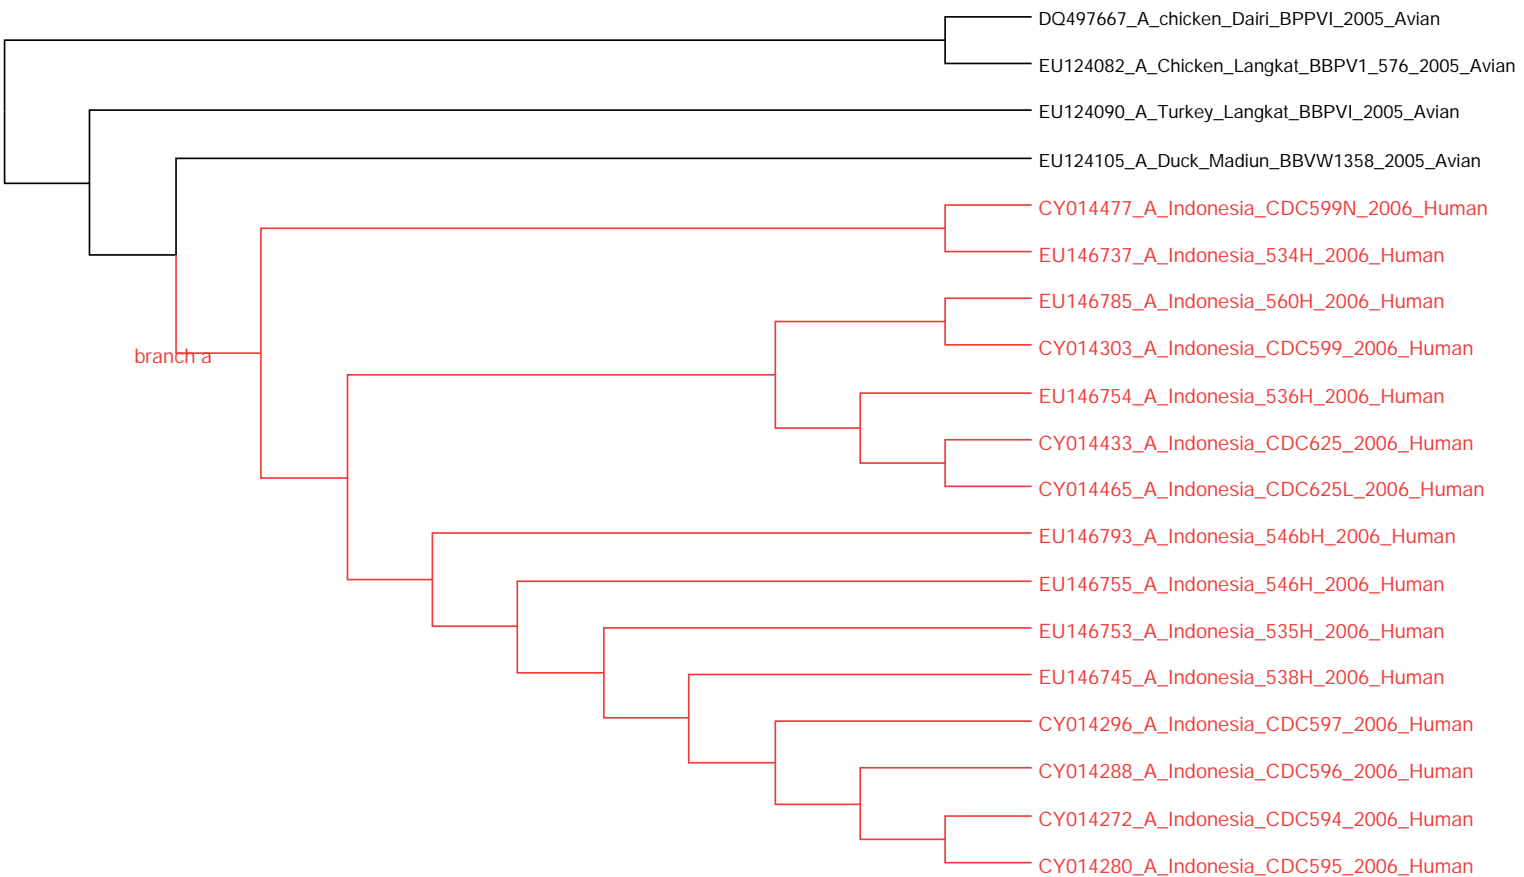 DQ497667_A_chicken_Dairi_BPPVI_2005_Avian
EU124082_A_Chicken_Langkat_BBPV1_576_2005_Avian
EU124090_A_Turkey_Langkat_BBPVI_2005_Avian
EU124105_A_Duck_Madiun_BBVW1358_2005_Avian
CY014477_A_Indonesia_CDC599N_2006_Human
EU146737_A_Indonesia_534H_2006_Human
EU146785_A_Indonesia_560H_2006_Human
CY014303_A_Indonesia_CDC599_2006_Human
branch a
EU146754_A_Indonesia_536H_2006_Human
CY014433_A_Indonesia_CDC625_2006_Human
CY014465_A_Indonesia_CDC625L_2006_Human
EU146793_A_Indonesia_546bH_2006_Human
EU146755_A_Indonesia_546H_2006_Human
EU146753_A_Indonesia_535H_2006_Human
EU146745_A_Indonesia_538H_2006_Human
CY014296_A_Indonesia_CDC597_2006_Human
CY014288_A_Indonesia_CDC596_2006_Human
CY014272_A_Indonesia_CDC594_2006_Human
CY014280_A_Indonesia_CDC595_2006_Human